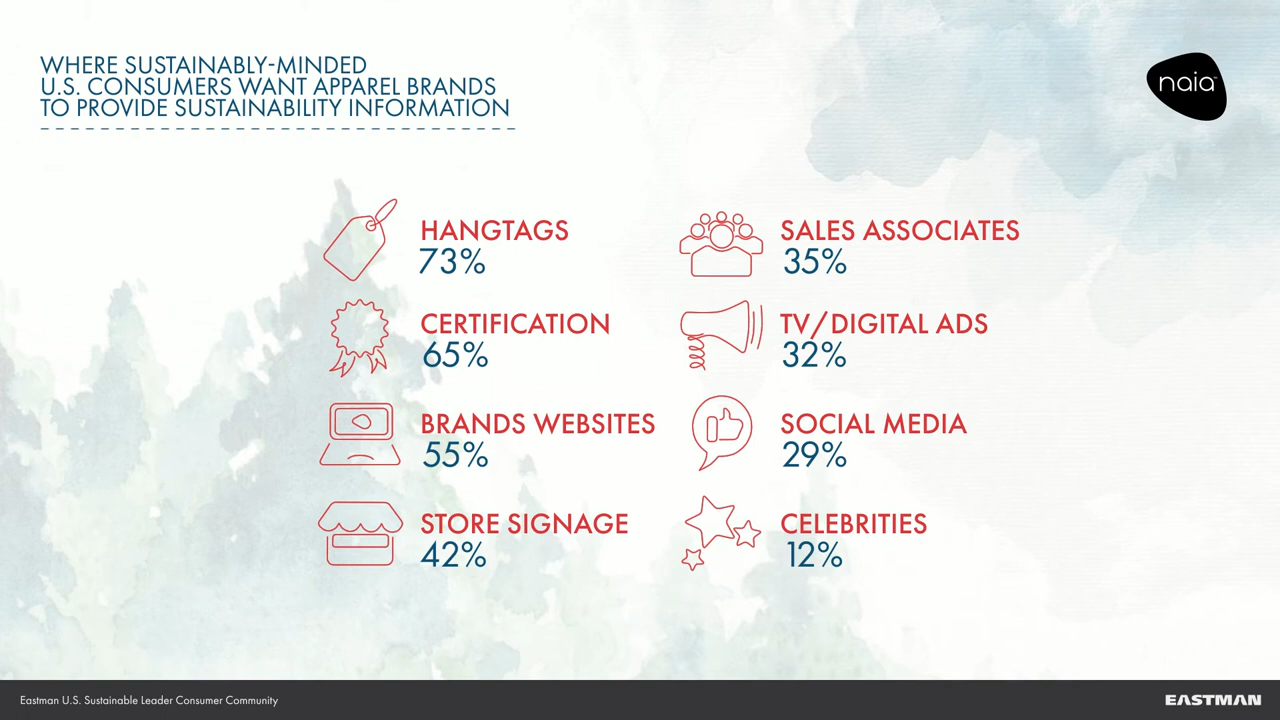 WHERE SUSTAINABLY-MINDED
U.S. CONSUMERS WANT APPAREL BRANDS
TO PROVIDE SUSTAINABILITY INFORMATION
naia™
HANGTAGS
73%
CERTIFICATION
65%
BRANDS WEBSITES
55%
STORE SIGNAGE
42%
SALES ASSOCIATES
35%
TV/DIGITAL ADS
32%
SOCIAL MEDIA
29%
CELEBRITIES
12%
Eastman U.S. Sustainable Leader Consumer Community
EASTMAN